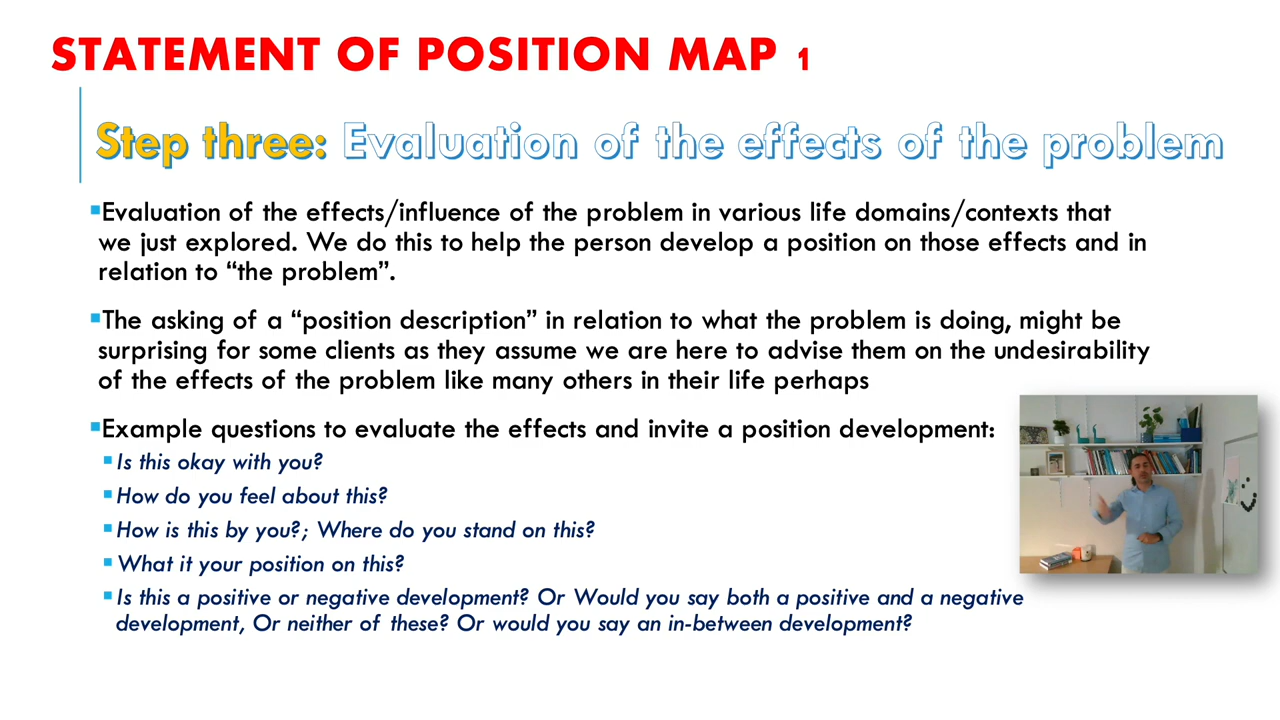 STATEMENT OF POSITION MAP 1
Step three: Evaluation of the effects of the problem
Evaluation of the effects/influence of the problem in various life domains/contexts that
we just explored. We do this to help the person develop a position on those effects and in
relation to “the problem”.
The asking of a “position description” in relation to what the problem is doing, might be
surprising for some clients as they assume we are here to advise them on the undesirability
of the effects of the problem like many others in their life perhaps
Example questions to evaluate the effects and invite a position development:
Is this okay with you?
How do you feel about this?
How is this by you?; Where do you stand on this?
What it your position on this?
Is this a positive or negative development? Or Would you say both a positive and a negative
development, Or neither of these? Or would you say an in-between development?